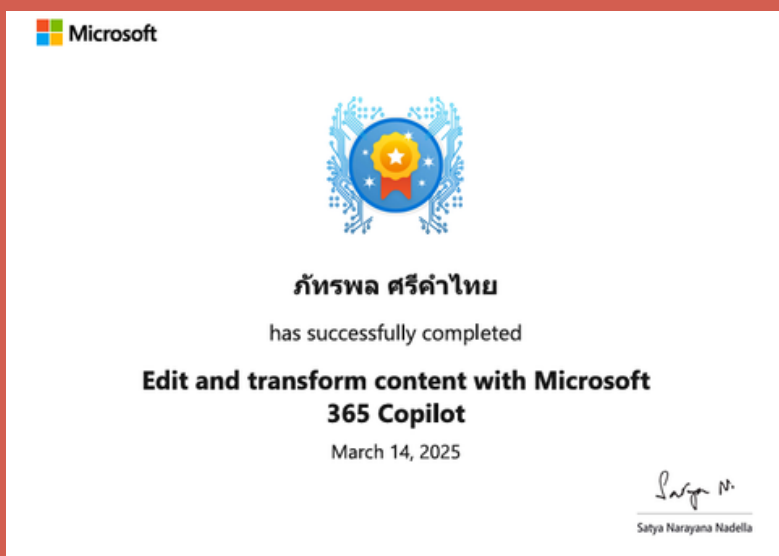 Microsoft
ภัทรพล ศรีคำไทย
has successfully completed
Edit and transform content with Microsoft
365 Copilot
March 14, 2025
Satya N.
Satya Narayana Nadella